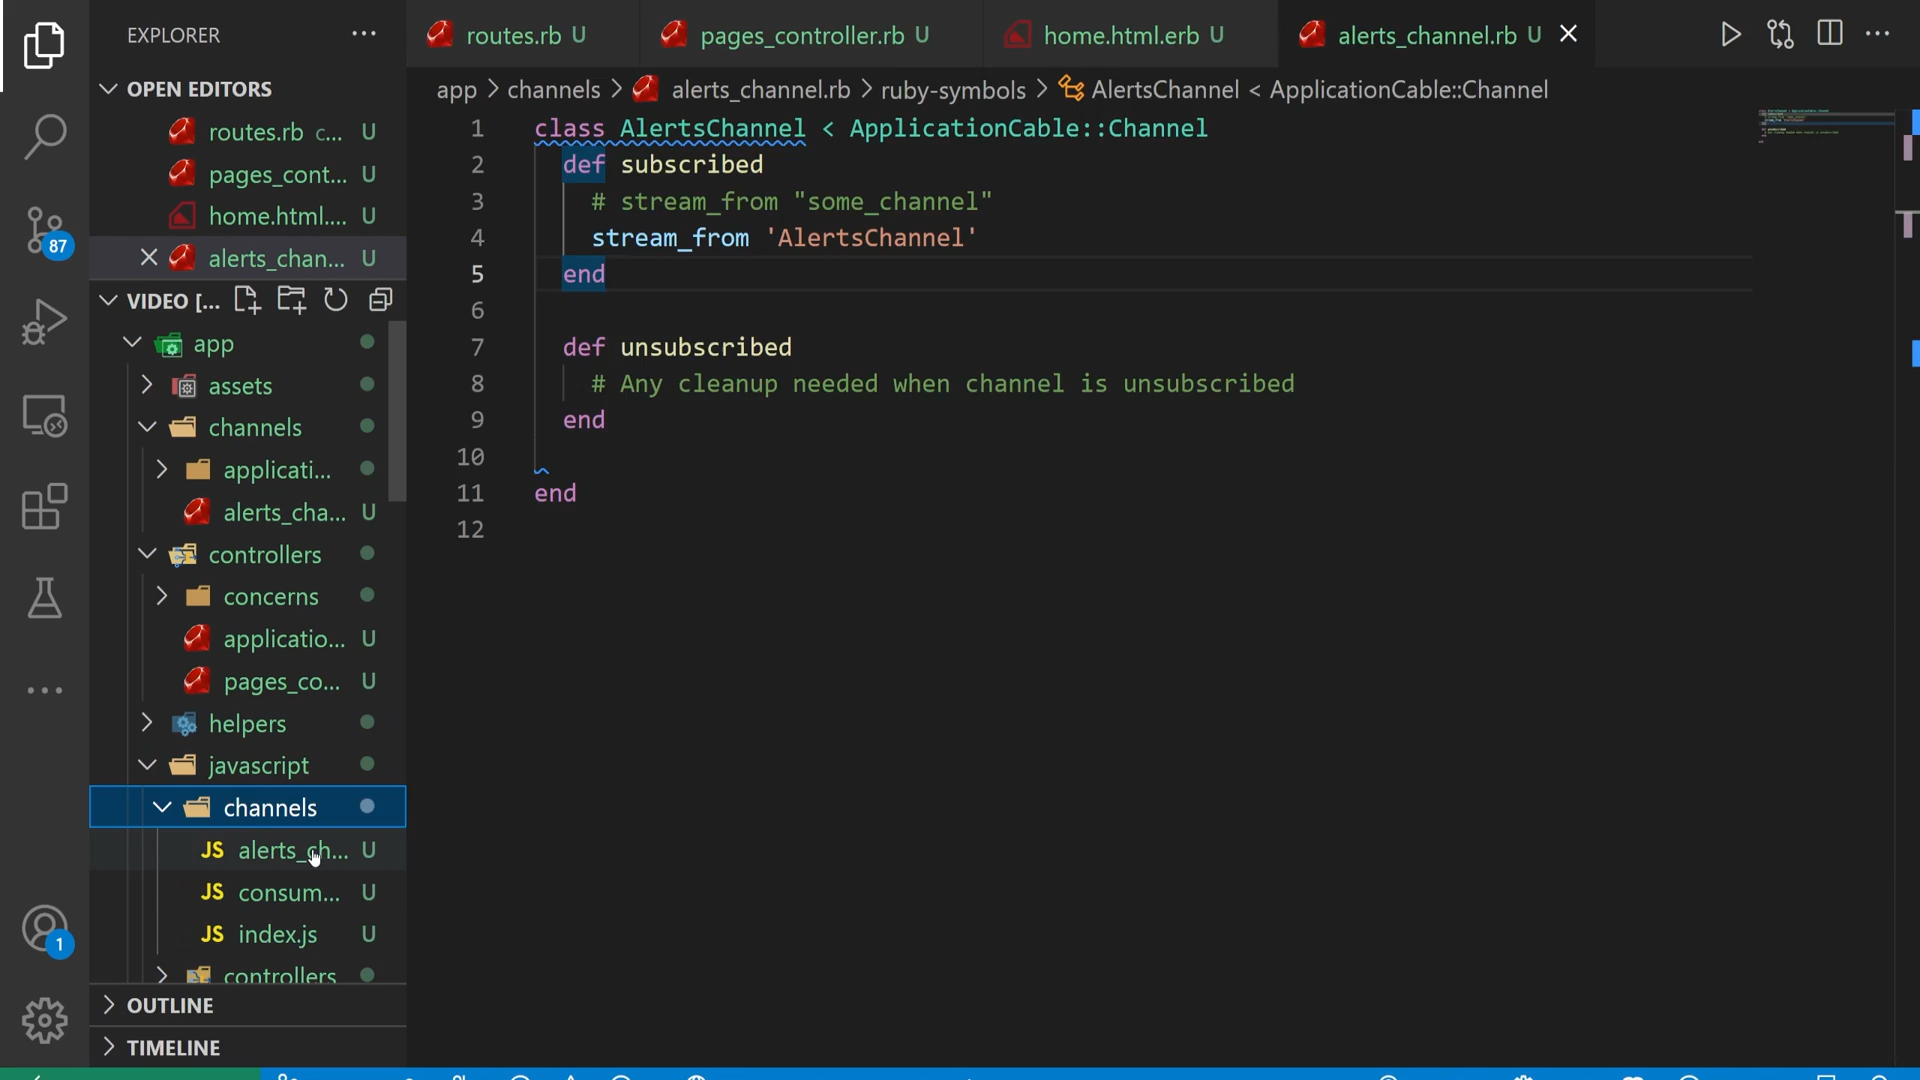 EXPLORER
OPEN EDITORS
routes.rb c... U
pages_cont... U
home.html.... U
alerts_chan... U
VIDEO [...
app
assets
channels
applicati...
alerts_cha... U
controllers
concerns
applicatio... U
pages_co... U
helpers
javascript
channels
JS alerts_ch... U
JS consum... U
JS index.js U
controllers
OUTLINE
TIMELINE
87
1
routes.rb U
pages_controller.rb U
home.html.erb U
alerts_channel.rb U
app > channels > alerts_channel.rb > ruby-symbols > AlertsChannel < ApplicationCable::Channel
1 class AlertsChannel < ApplicationCable::Channel
2 def subscribed
3 # stream_from "some_channel"
4 stream_from 'AlertsChannel'
5 end
6
7 def unsubscribed
8 # Any cleanup needed when channel is unsubscribed
9 end
10
11 end
12